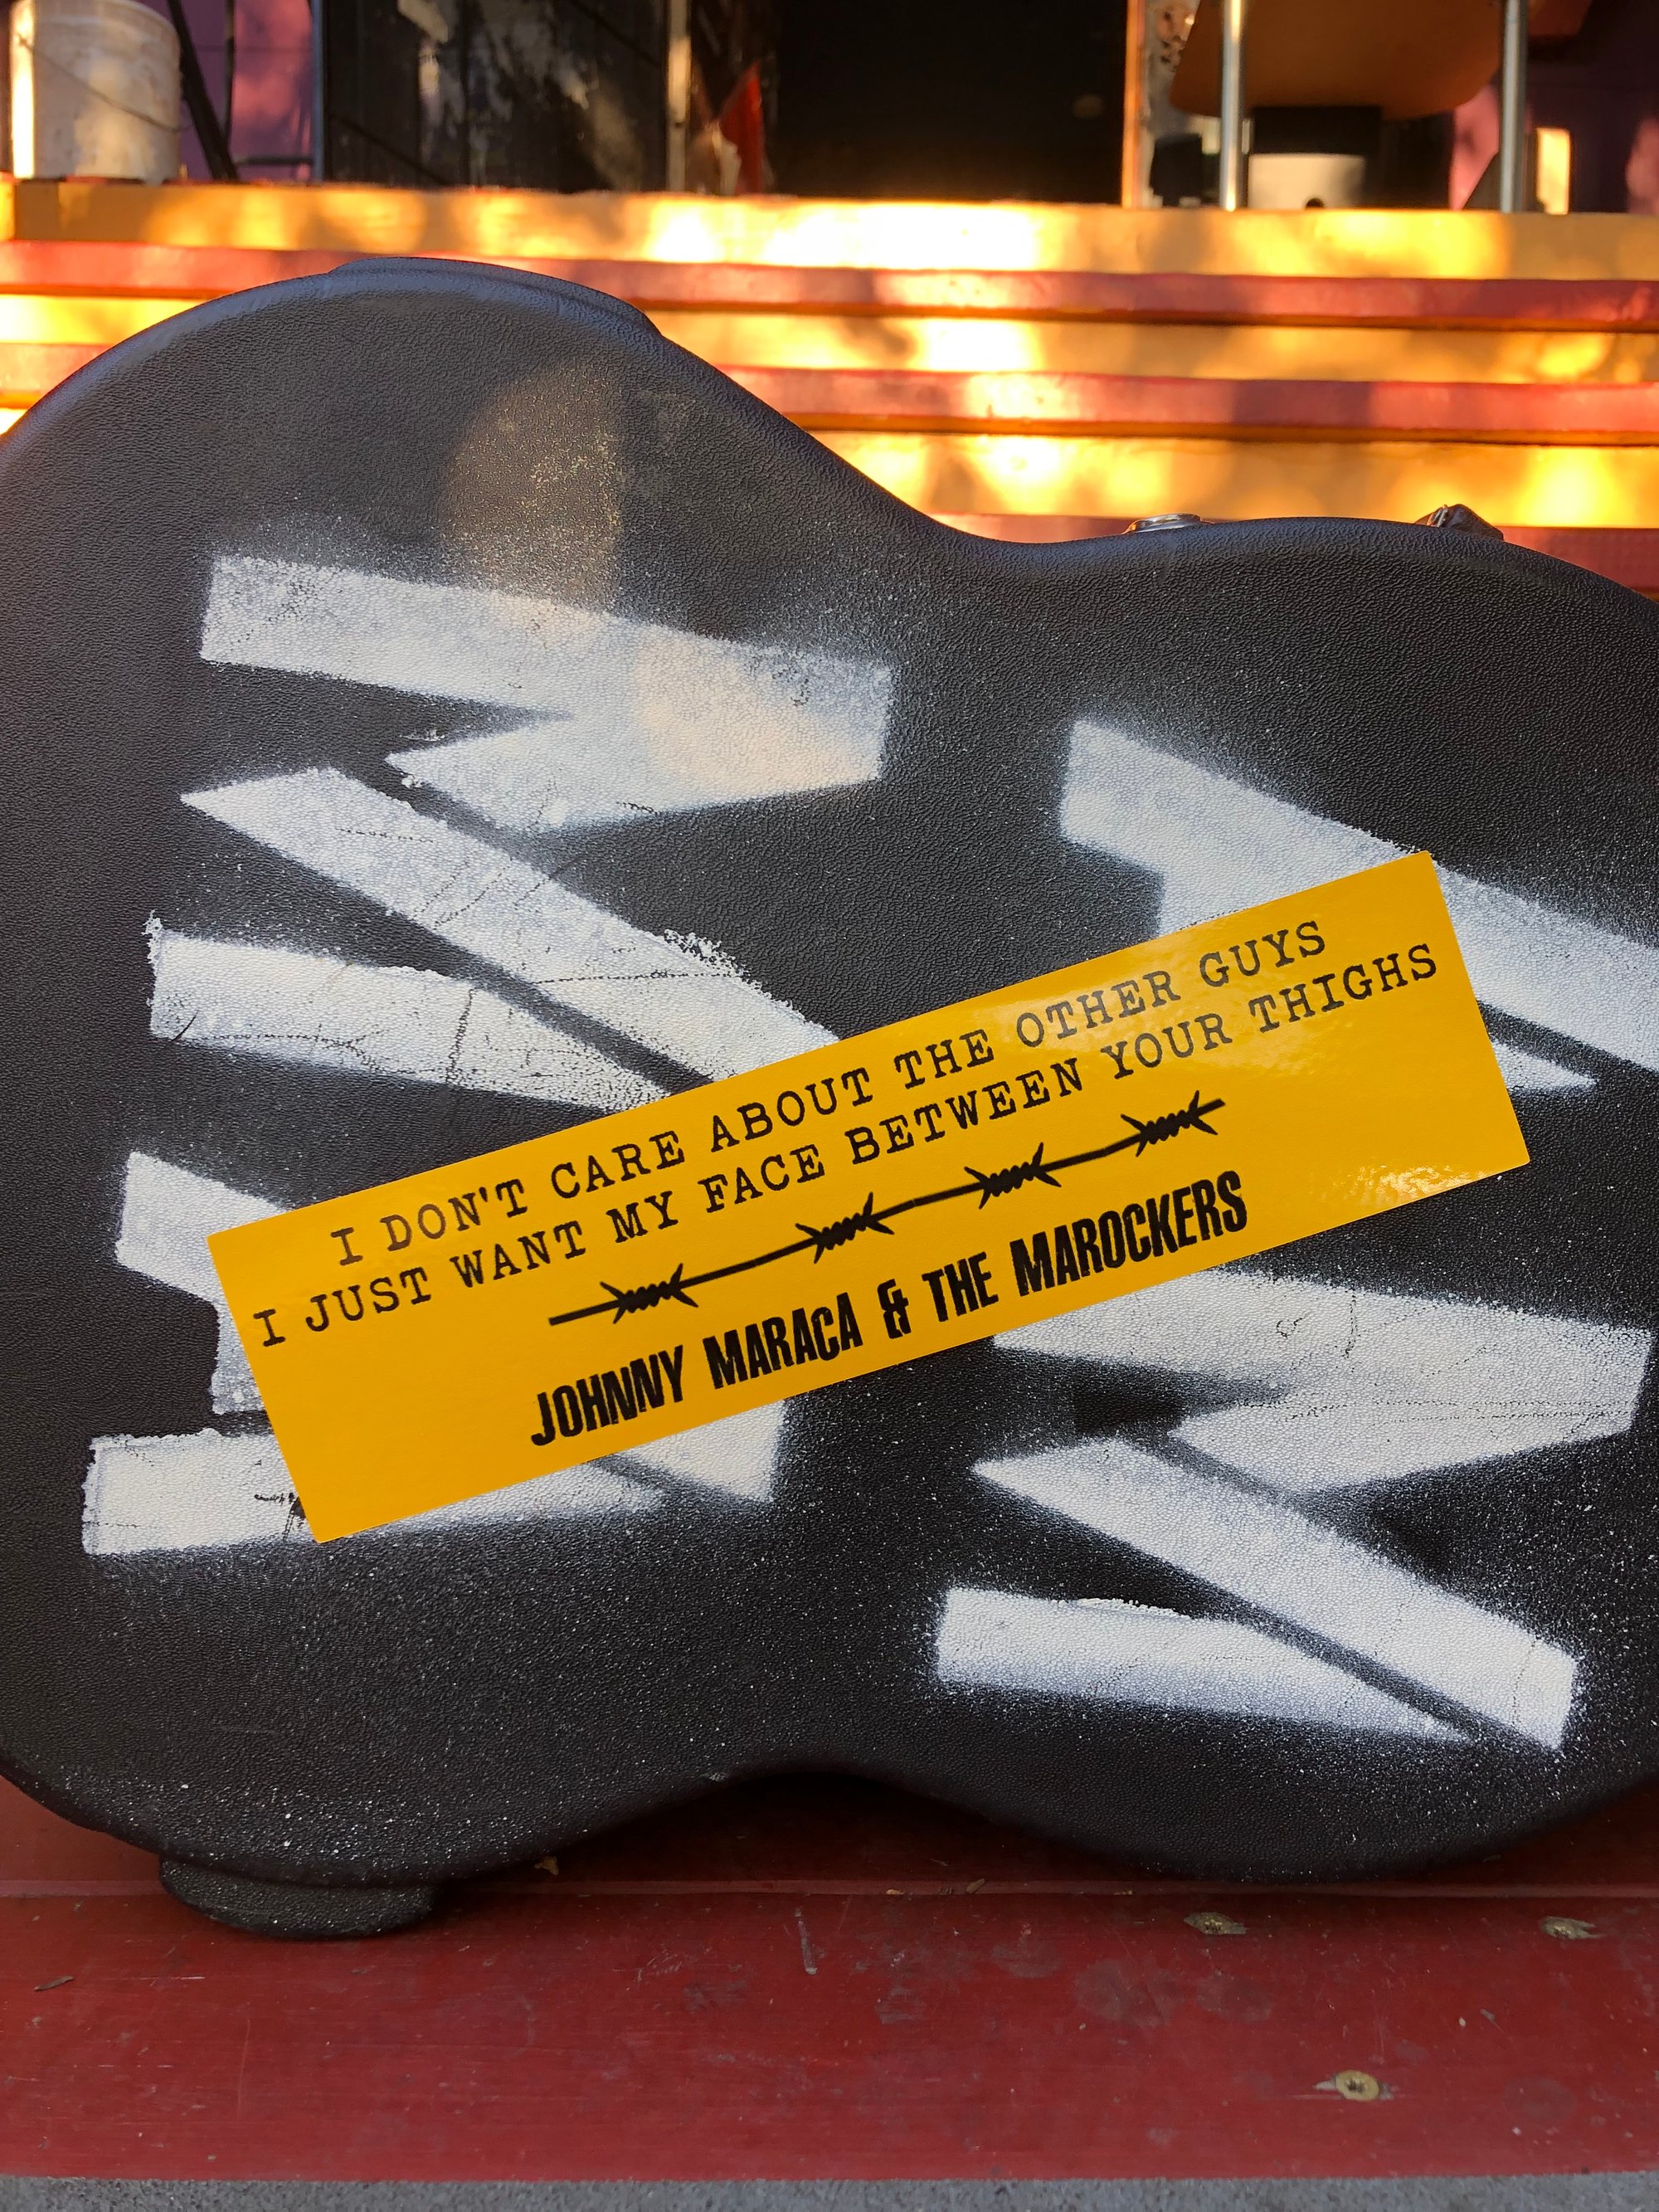 I DON'T CARE ABOUT THE OTHER GUYS
I JUST WANT MY FACE BETWEEN YOUR THIGHS
JOHNNY MARACA & THE MAROCKERS